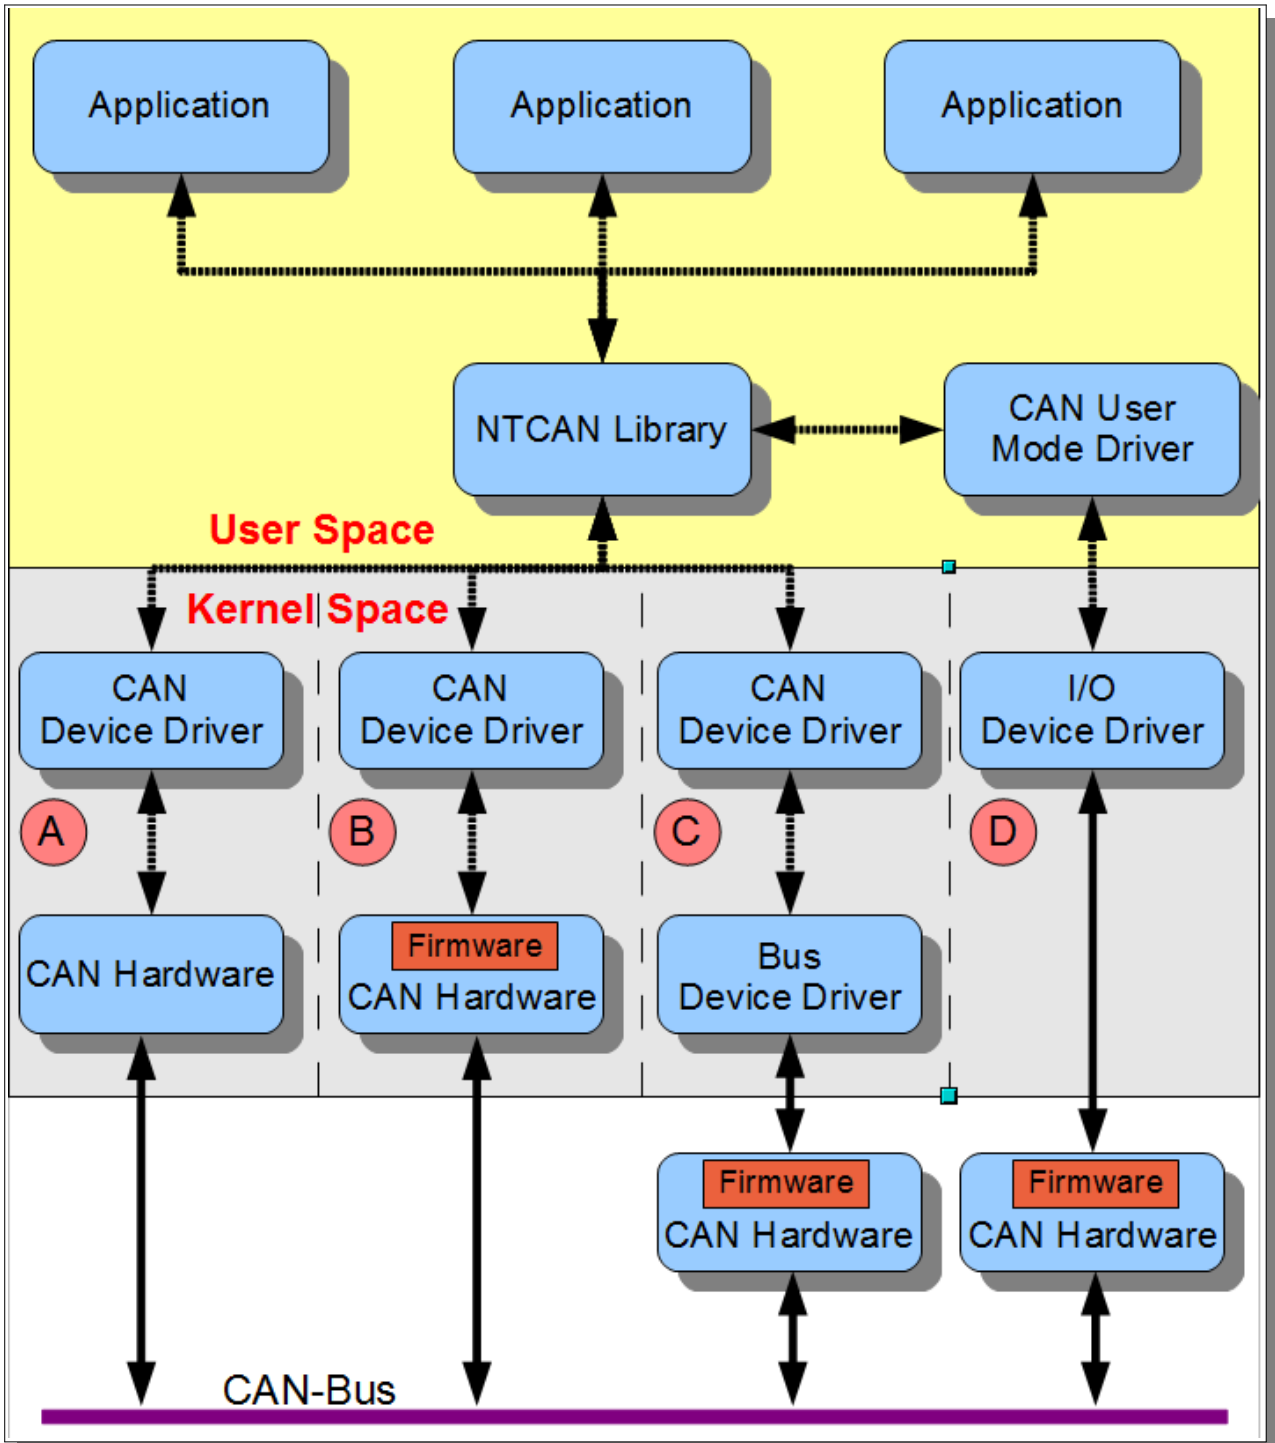 Application
Application
Application
NTCAN Library
CAN User
Mode Driver
User Space
Kernel Space
CAN
Device Driver
CAN
Device Driver
CAN
Device Driver
I/O
Device Driver
A
B
C
D
CAN Hardware
Firmware
CAN Hardware
Bus
Device Driver
Firmware
CAN Hardware
Firmware
CAN Hardware
CAN-Bus